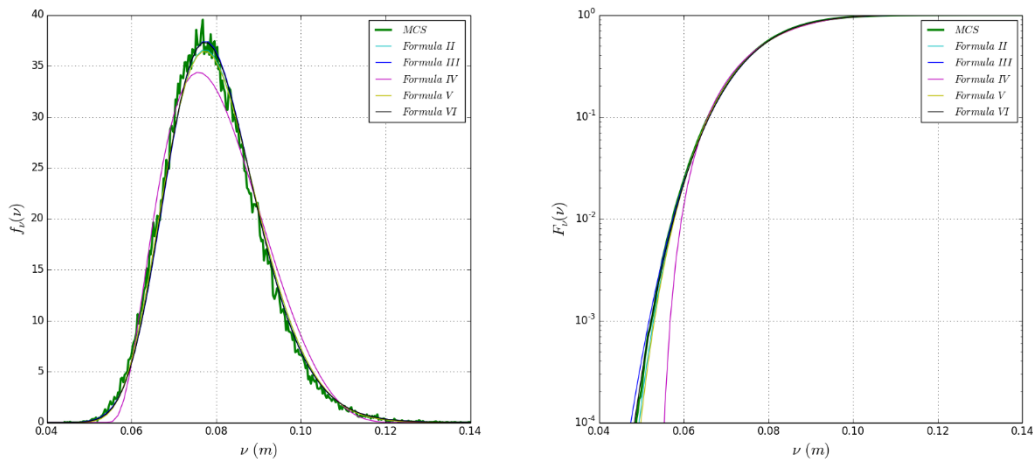 40
35
30
25
20
15
10
5
0
f_ν(ν)
0.04 0.06 0.08 0.10 0.12 0.14
ν (m)
MCS
Formula II
Formula III
Formula IV
Formula V
Formula VI
10^0
10^-1
10^-2
10^-3
10^-4
F_ν(ν)
0.04 0.06 0.08 0.10 0.12 0.14
ν (m)
MCS
Formula II
Formula III
Formula IV
Formula V
Formula VI